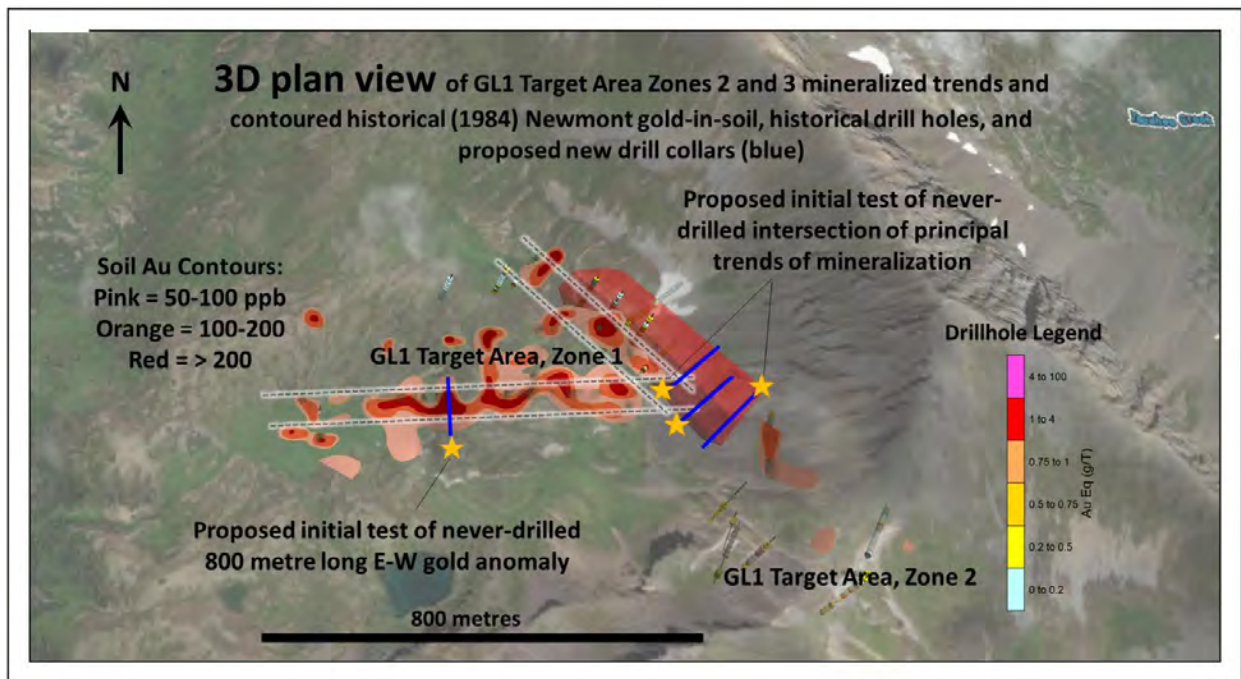 3D plan view of GL1 Target Area Zones 2 and 3 mineralized trends and
contoured historical (1984) Newmont gold-in-soil, historical drill holes, and
proposed new drill collars (blue)
N
Proposed initial test of never-
drilled intersection of principal
trends of mineralization
Soil Au Contours:
Pink = 50-100 ppb
Orange = 100-200
Red = > 200
GL1 Target Area, Zone 1
Drillhole Legend
4 to 100
1 to 4
0.75 to 1
0.5 to 0.75
0.2 to 0.5
0 to 0.2
Au Eq (g/T)
Proposed initial test of never-drilled
800 metre long E-W gold anomaly
GL1 Target Area, Zone 2
800 metres